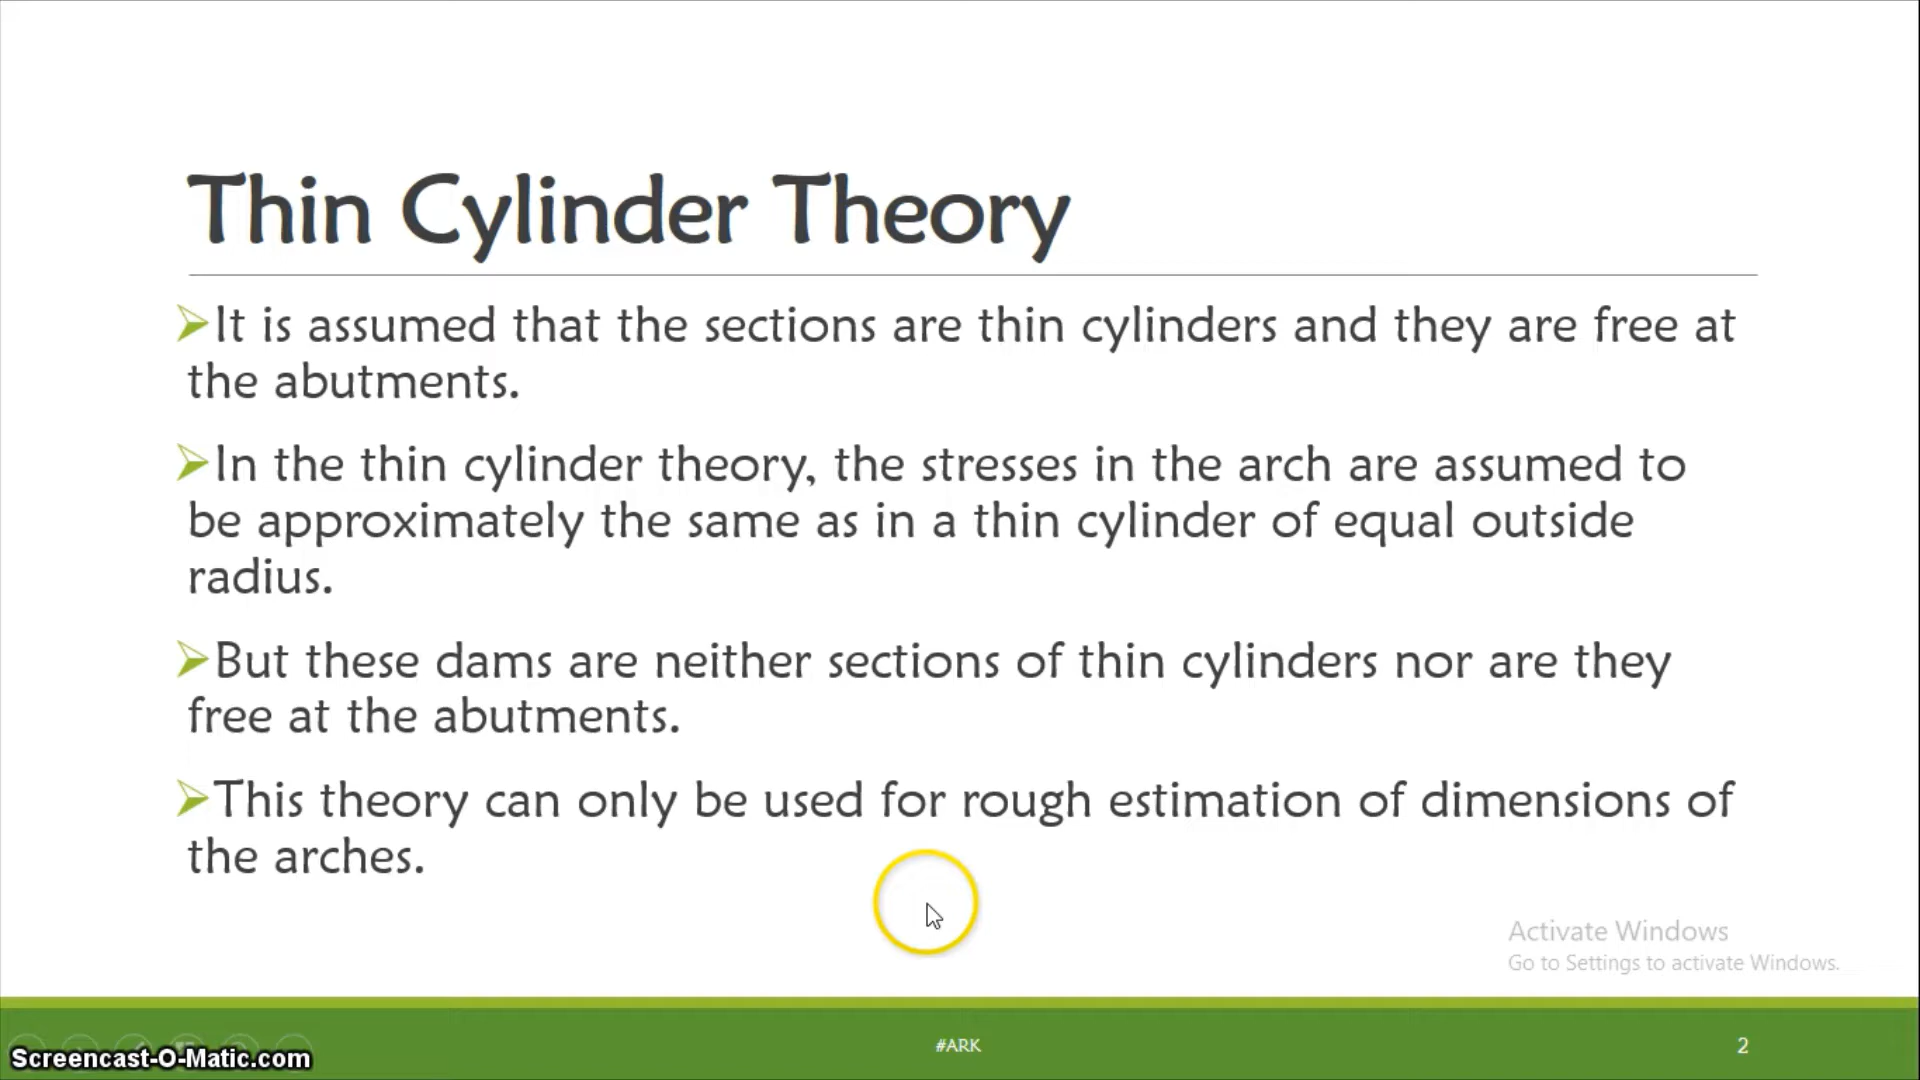 Thin Cylinder Theory
It is assumed that the sections are thin cylinders and they are free at
the abutments.
In the thin cylinder theory, the stresses in the arch are assumed to
be approximately the same as in a thin cylinder of equal outside
radius.
But these dams are neither sections of thin cylinders nor are they
free at the abutments.
This theory can only be used for rough estimation of dimensions of
the arches.
Activate Windows
Go to Settings to activate Windows.
Screencast-O-Matic.com
#ARK
2